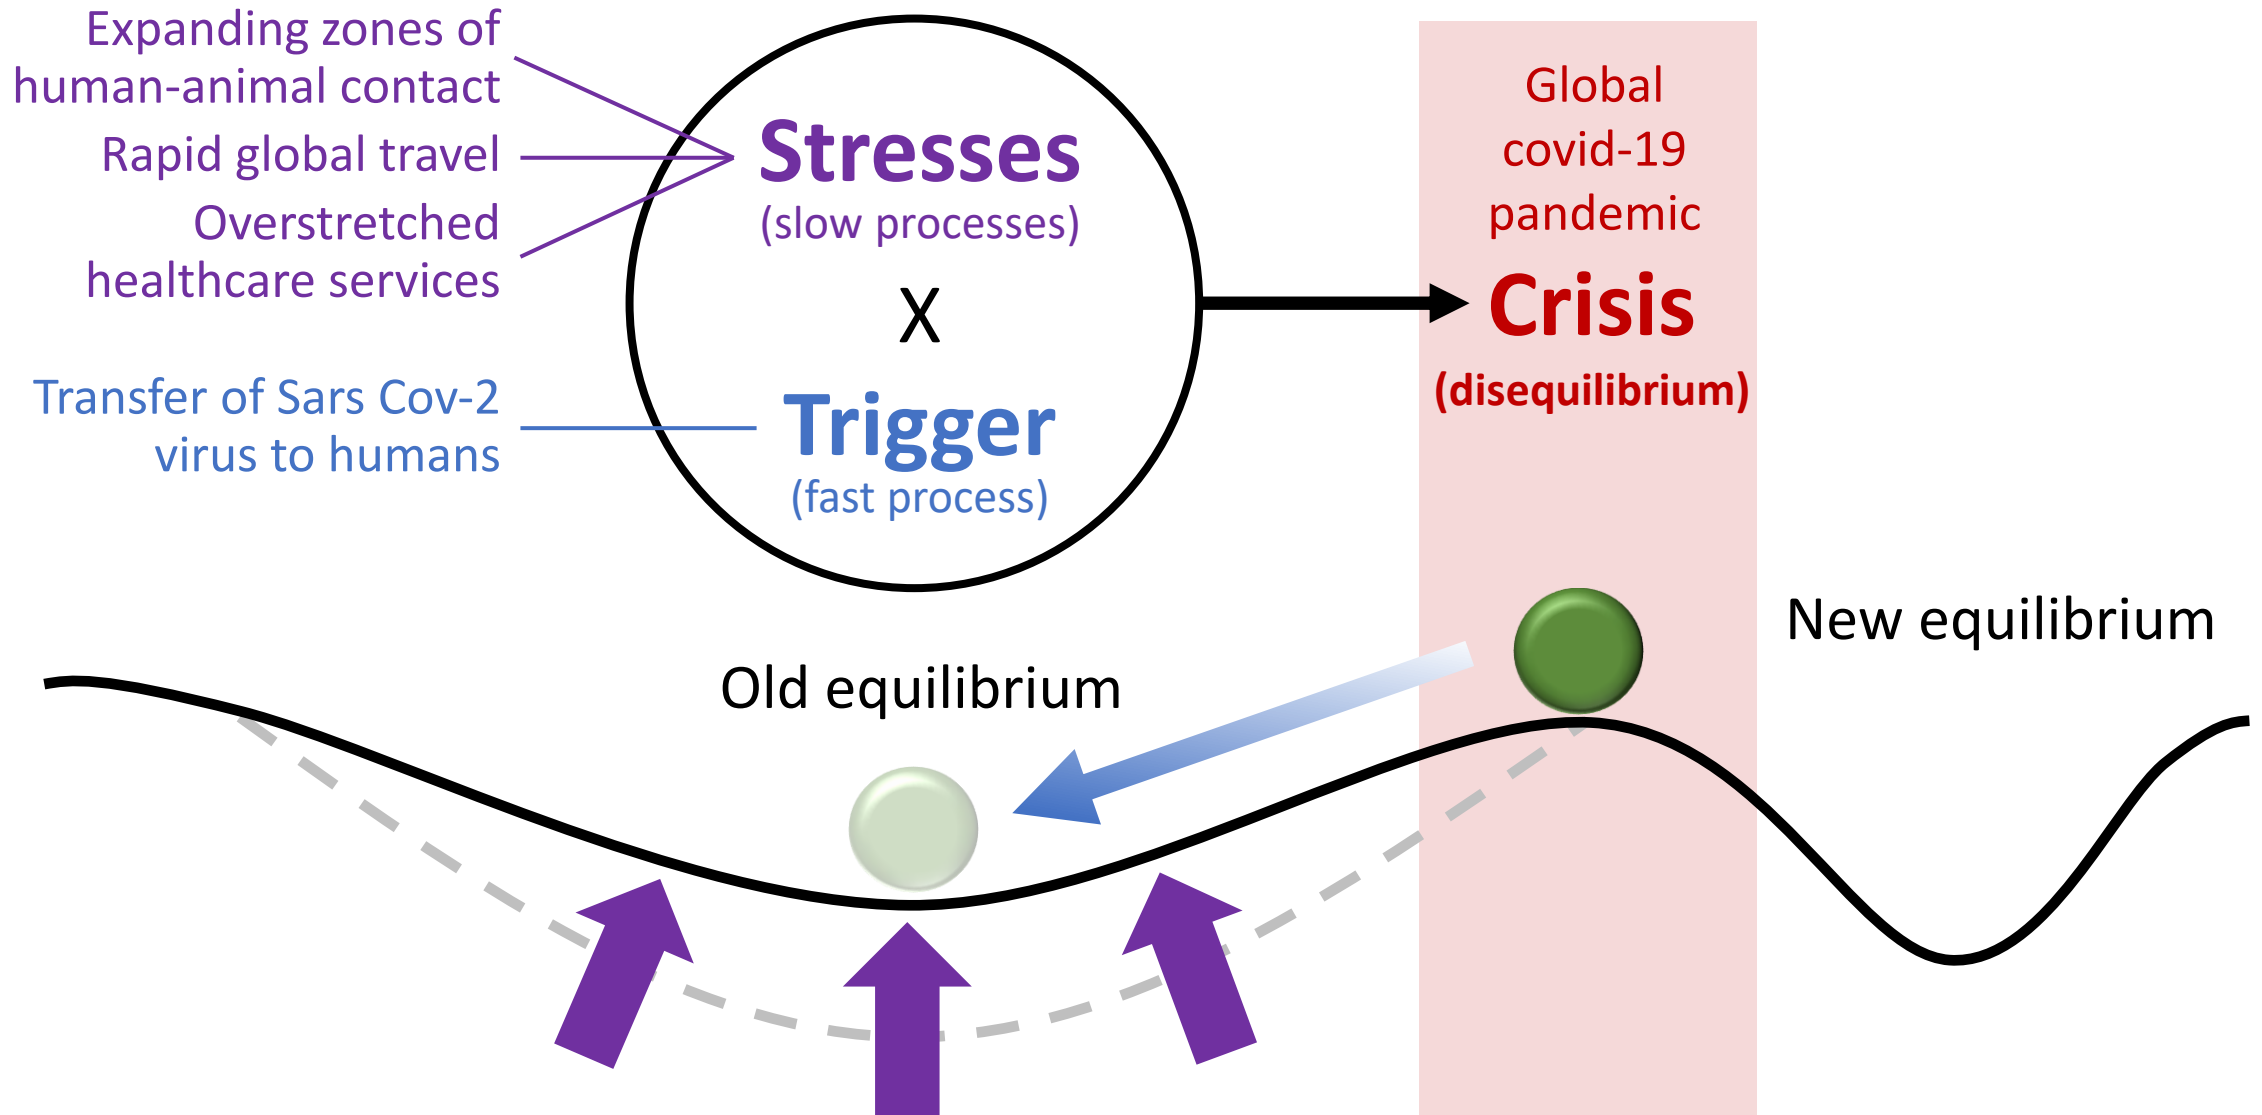 Expanding zones of
human-animal contact
Rapid global travel
Overstretched
healthcare services
Transfer of Sars Cov-2
virus to humans
Stresses
(slow processes)
X
Trigger
(fast process)
Global
covid-19
pandemic
Crisis
(disequilibrium)
Old equilibrium
New equilibrium